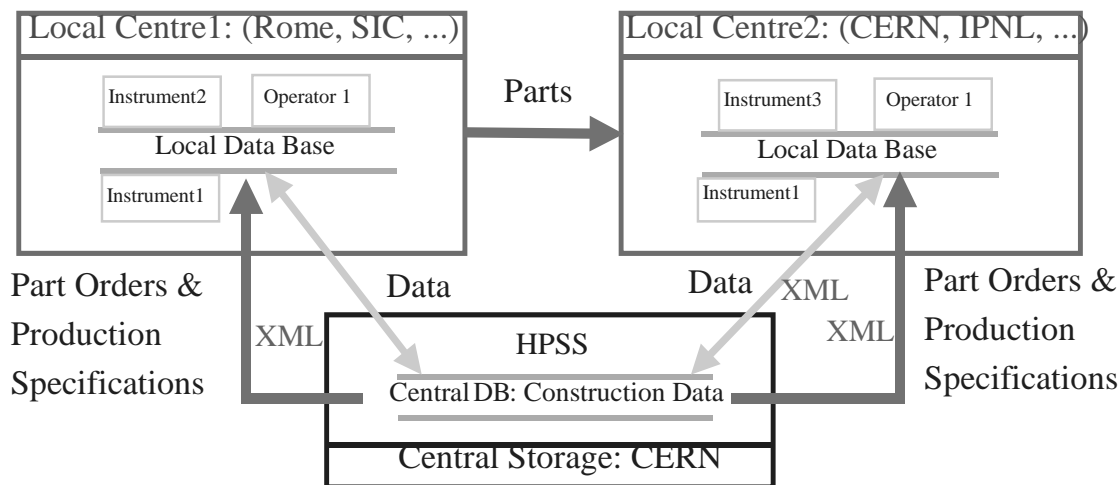 Local Centre1: (Rome, SIC, ...)
Local Centre2: (CERN, IPNL, ...)
Instrument2
Operator 1
Local Data Base
Instrument1
Parts
Instrument3
Operator 1
Local Data Base
Instrument1
Part Orders &
Production
Specifications
XML
Data
Data
XML
XML
Part Orders &
Production
Specifications
HPSS
Central DB: Construction Data
Central Storage: CERN